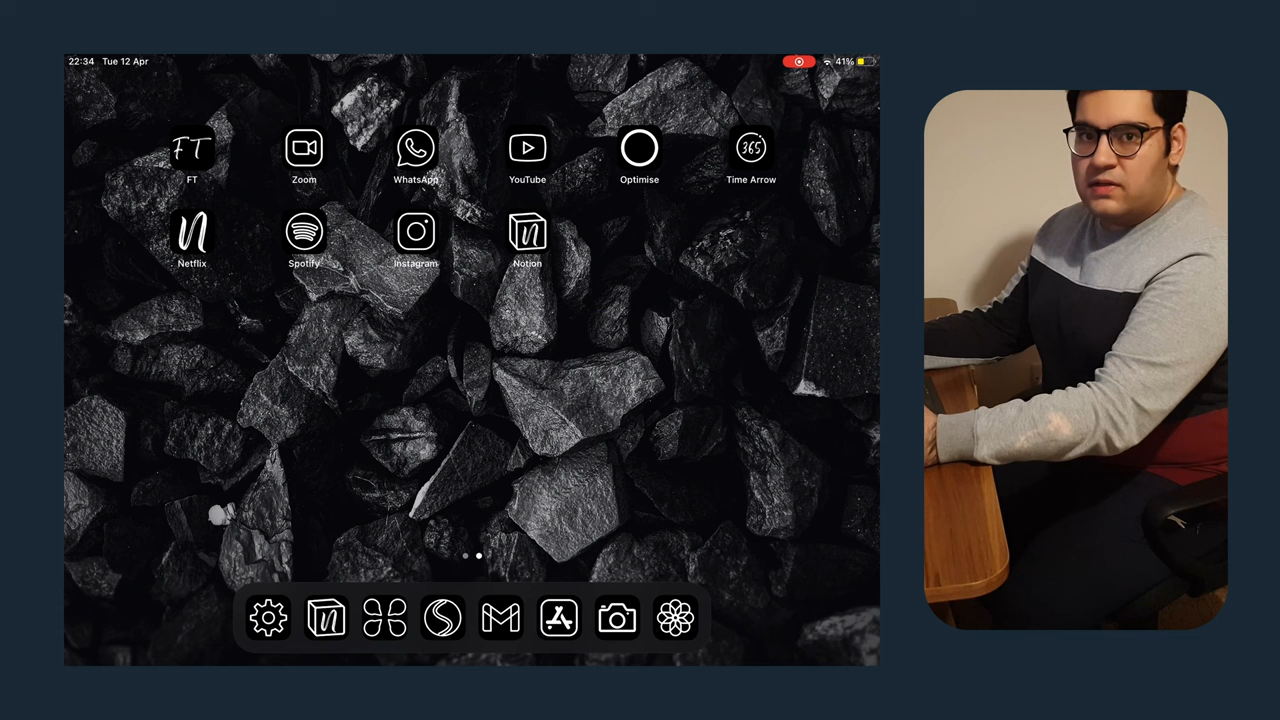 22:34 Tue 12 Apr 41%
FT 365
FT Zoom WhatsApp YouTube Optimise Time Arrow
Netflix Spotify Instagram Notion